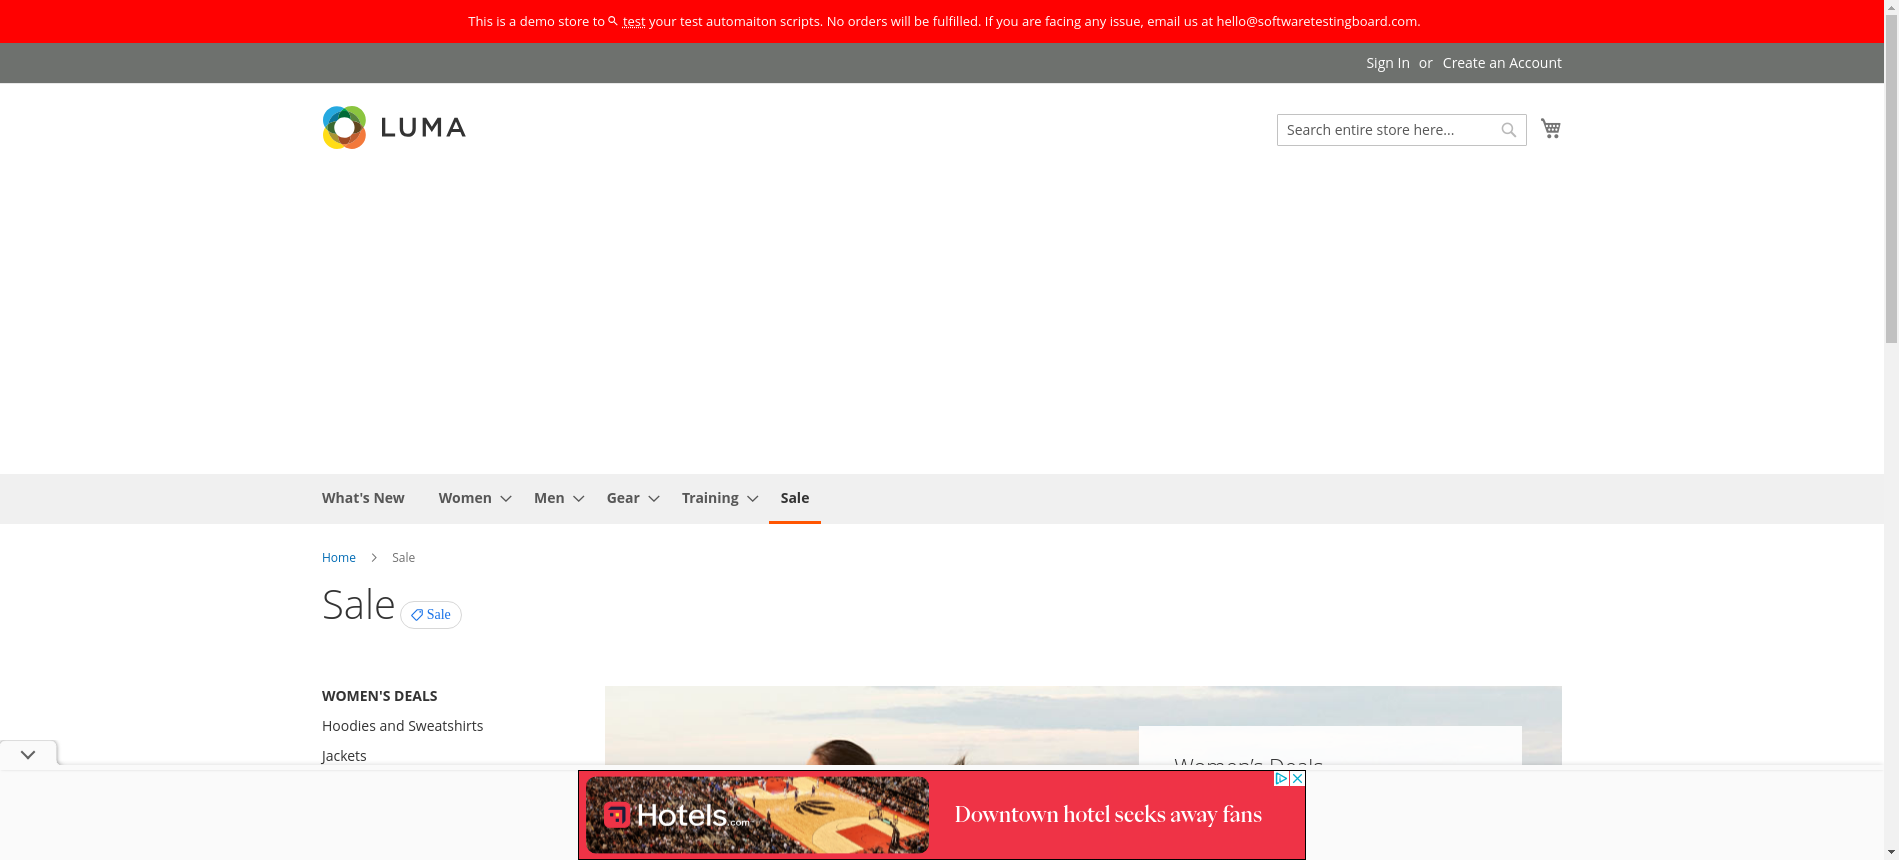 This is a demo store to test your test automaiton scripts. No orders will be fulfilled. If you are facing any issue, email us at hello@softwaretestingboard.com.
Sign In or Create an Account
LUMA
Search entire store here...
What's New Women Men Gear Training Sale
Home Sale
Sale Sale
WOMEN'S DEALS
Hoodies and Sweatshirts
Jackets
Women's Deals
Hotels.com
Downtown hotel seeks away fans